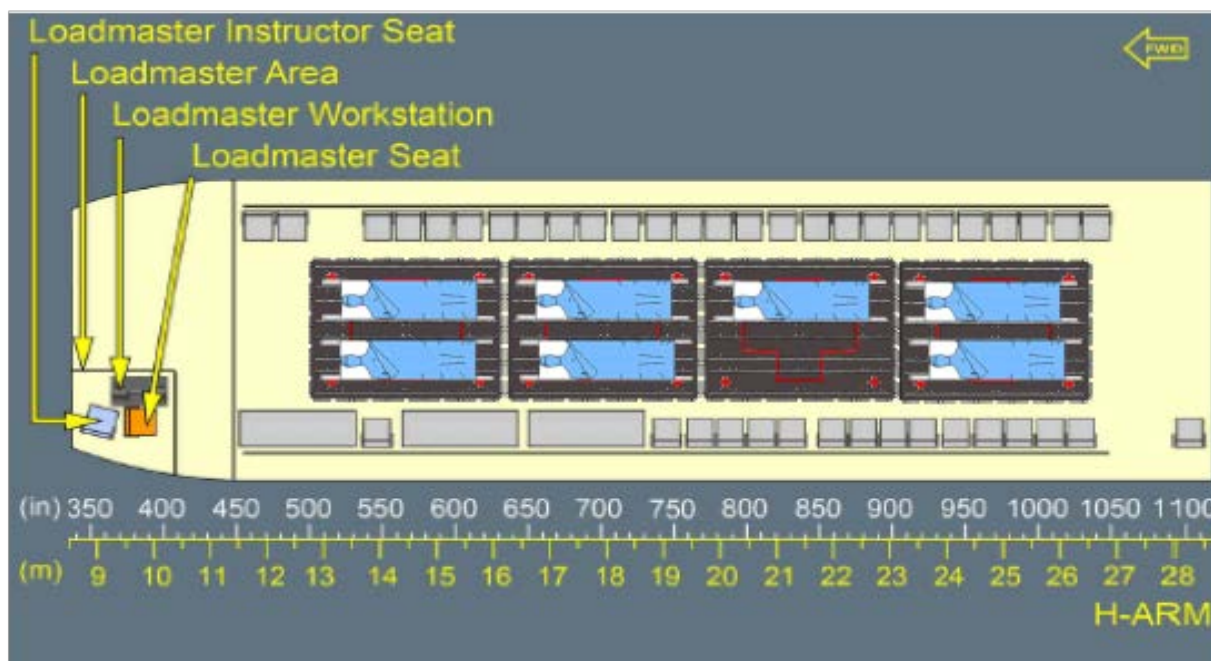 Loadmaster Instructor Seat
FWD
Loadmaster Area
Loadmaster Workstation
Loadmaster Seat
(in) 350 400 450 500 550 600 650 700 750 800 850 900 950 1000 1050 1100
(m) 9 10 11 12 13 14 15 16 17 18 19 20 21 22 23 24 25 26 27 28
H-ARM